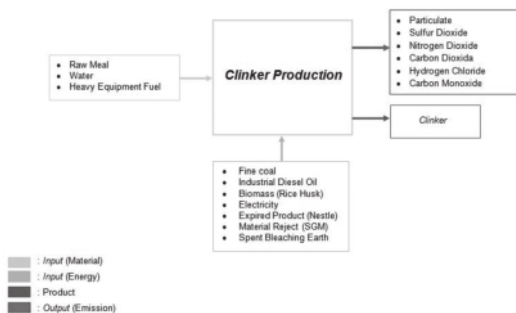 Raw Meal
Water
Heavy Equipment Fuel
Clinker Production
Particulate
Sulfur Dioxide
Nitrogen Dioxide
Carbon Dioxida
Hydrogen Chloride
Carbon Monoxide
Clinker
Fine coal
Industrial Diesel Oil
Biomass (Rice Husk)
Electricity
Expired Product (Nestle)
Material Reject (SGM)
Spent Bleaching Earth
: Input (Material)
: Input (Energy)
: Product
: Output (Emission)